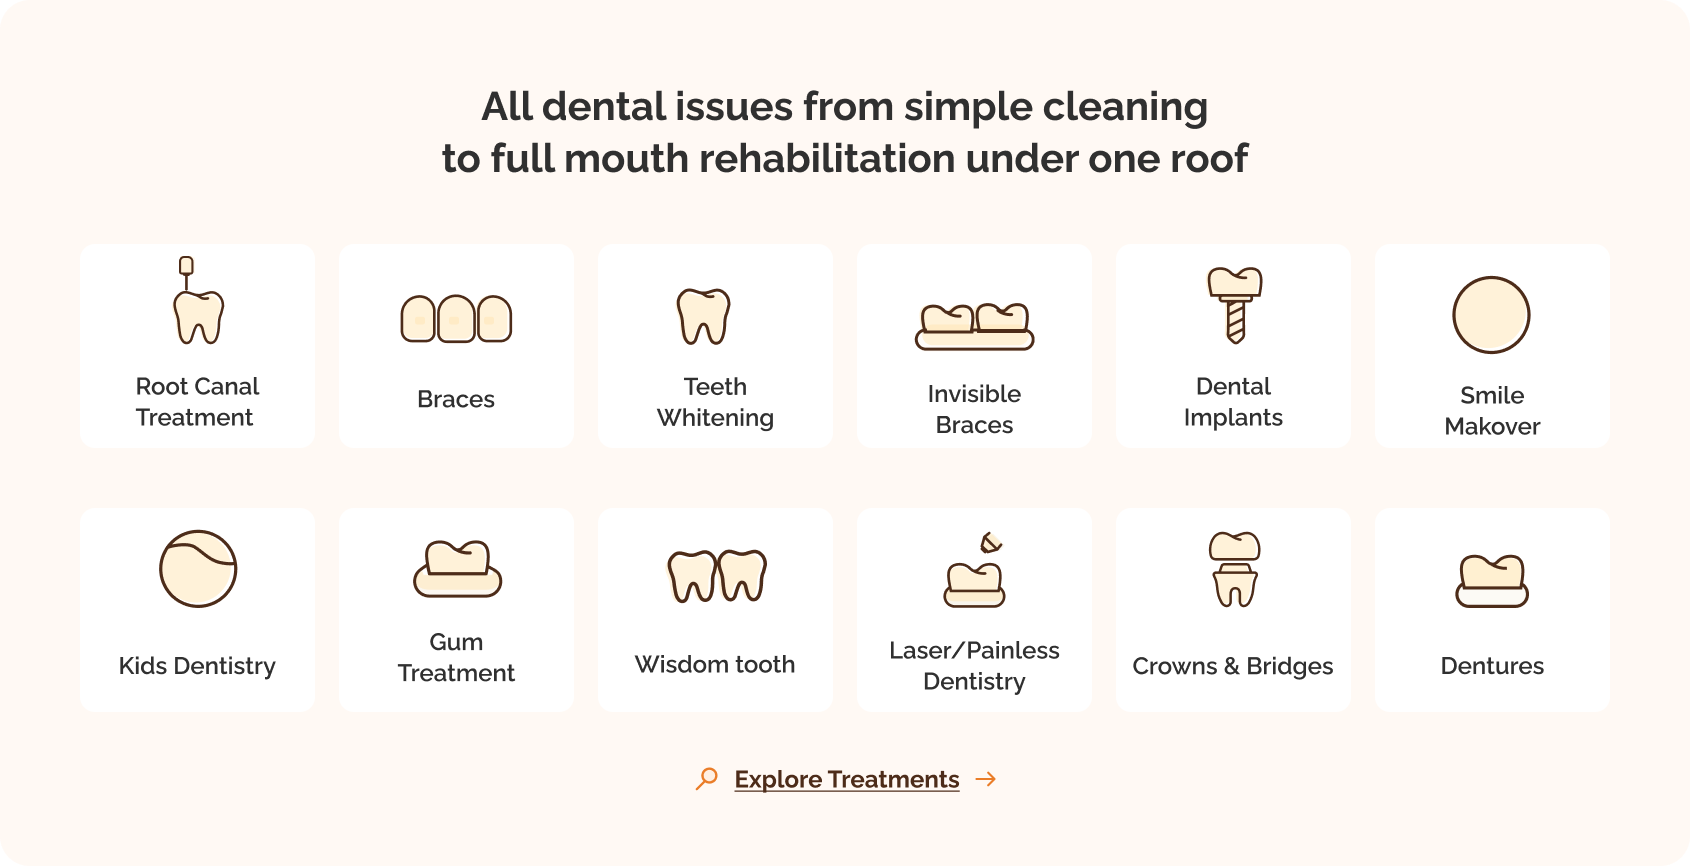 All dental issues from simple cleaning
to full mouth rehabilitation under one roof
Root Canal
Treatment
Braces
Teeth
Whitening
Invisible
Braces
Dental
Implants
Smile
Makover
Kids Dentistry
Gum
Treatment
Wisdom tooth
Laser/Painless
Dentistry
Crowns & Bridges
Dentures
Explore Treatments